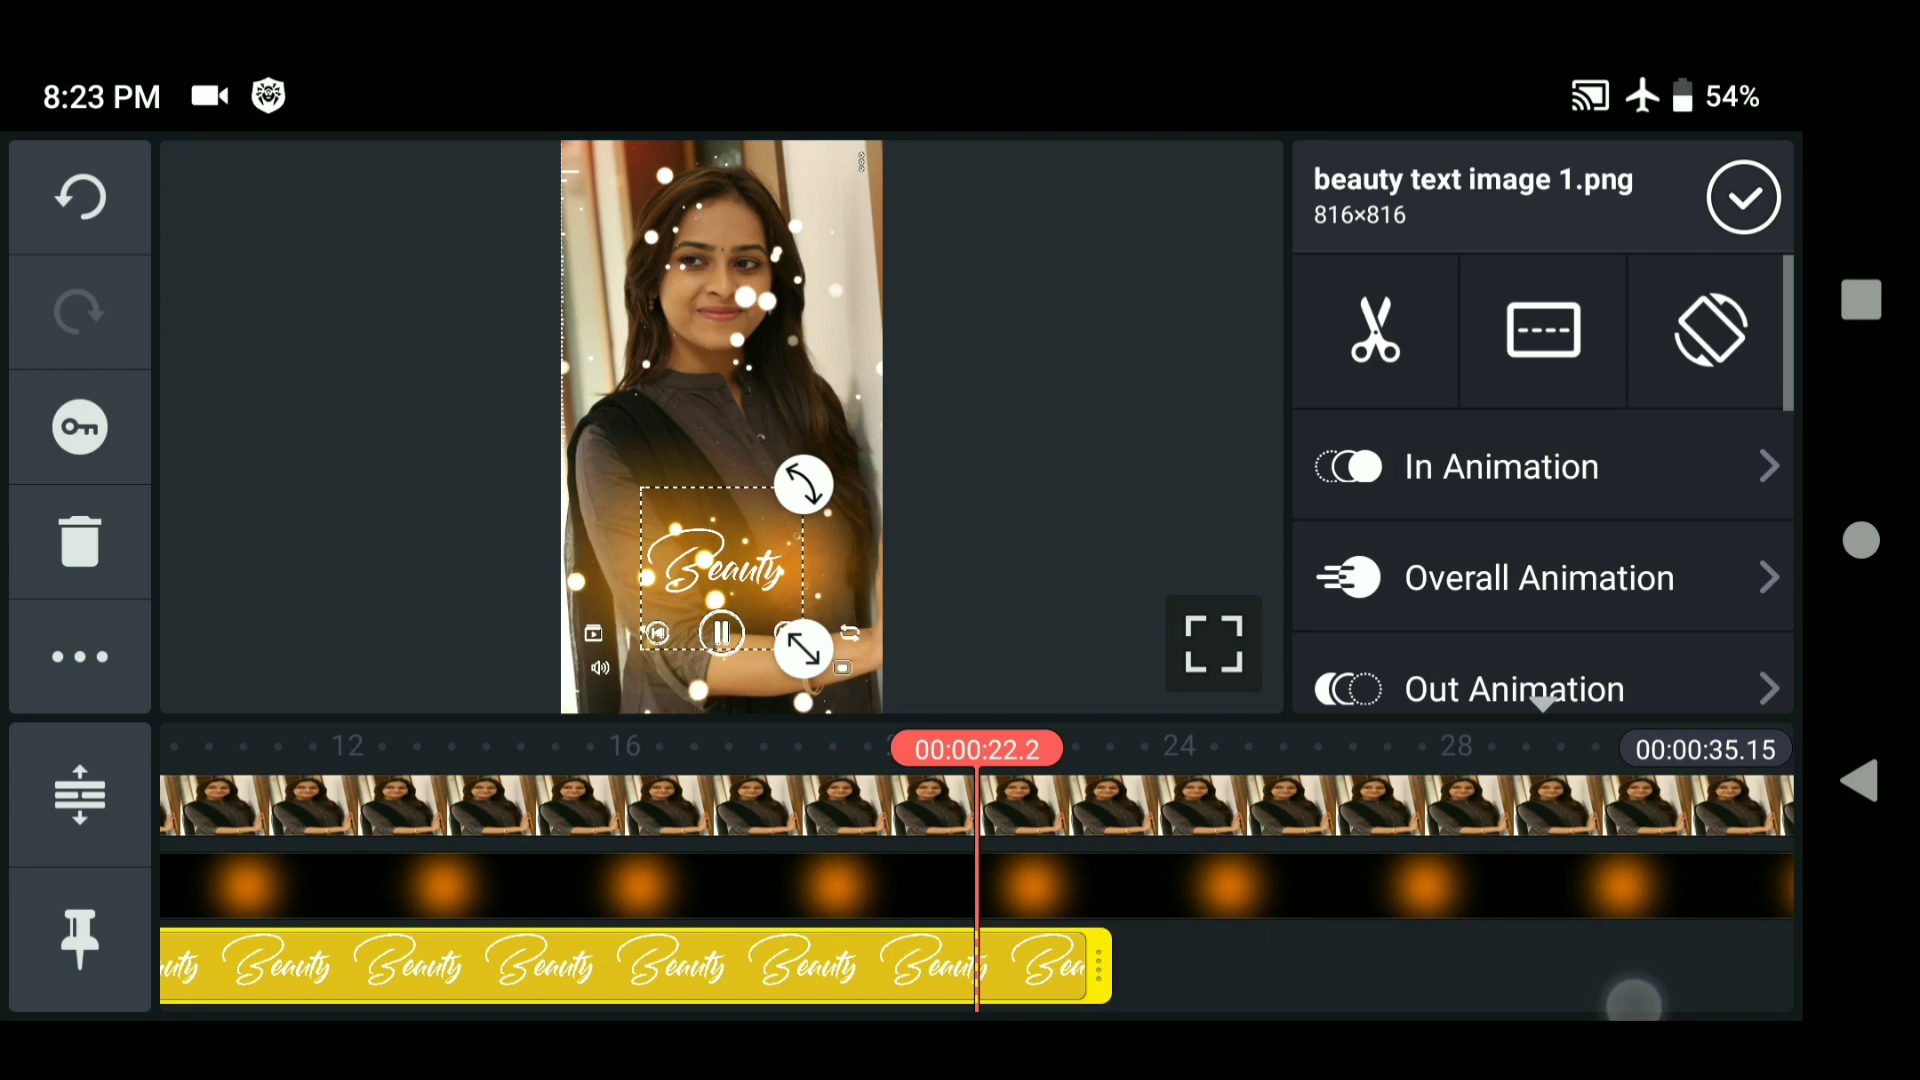 8:23 PM
54%
beauty text image 1.png
816×816
In Animation
Overall Animation
Out Animation
Beauty
12
16
00:00:22.2
24
28
00:00:35.15
uty Beauty Beauty Beauty Beauty Beauty Beauty Bea